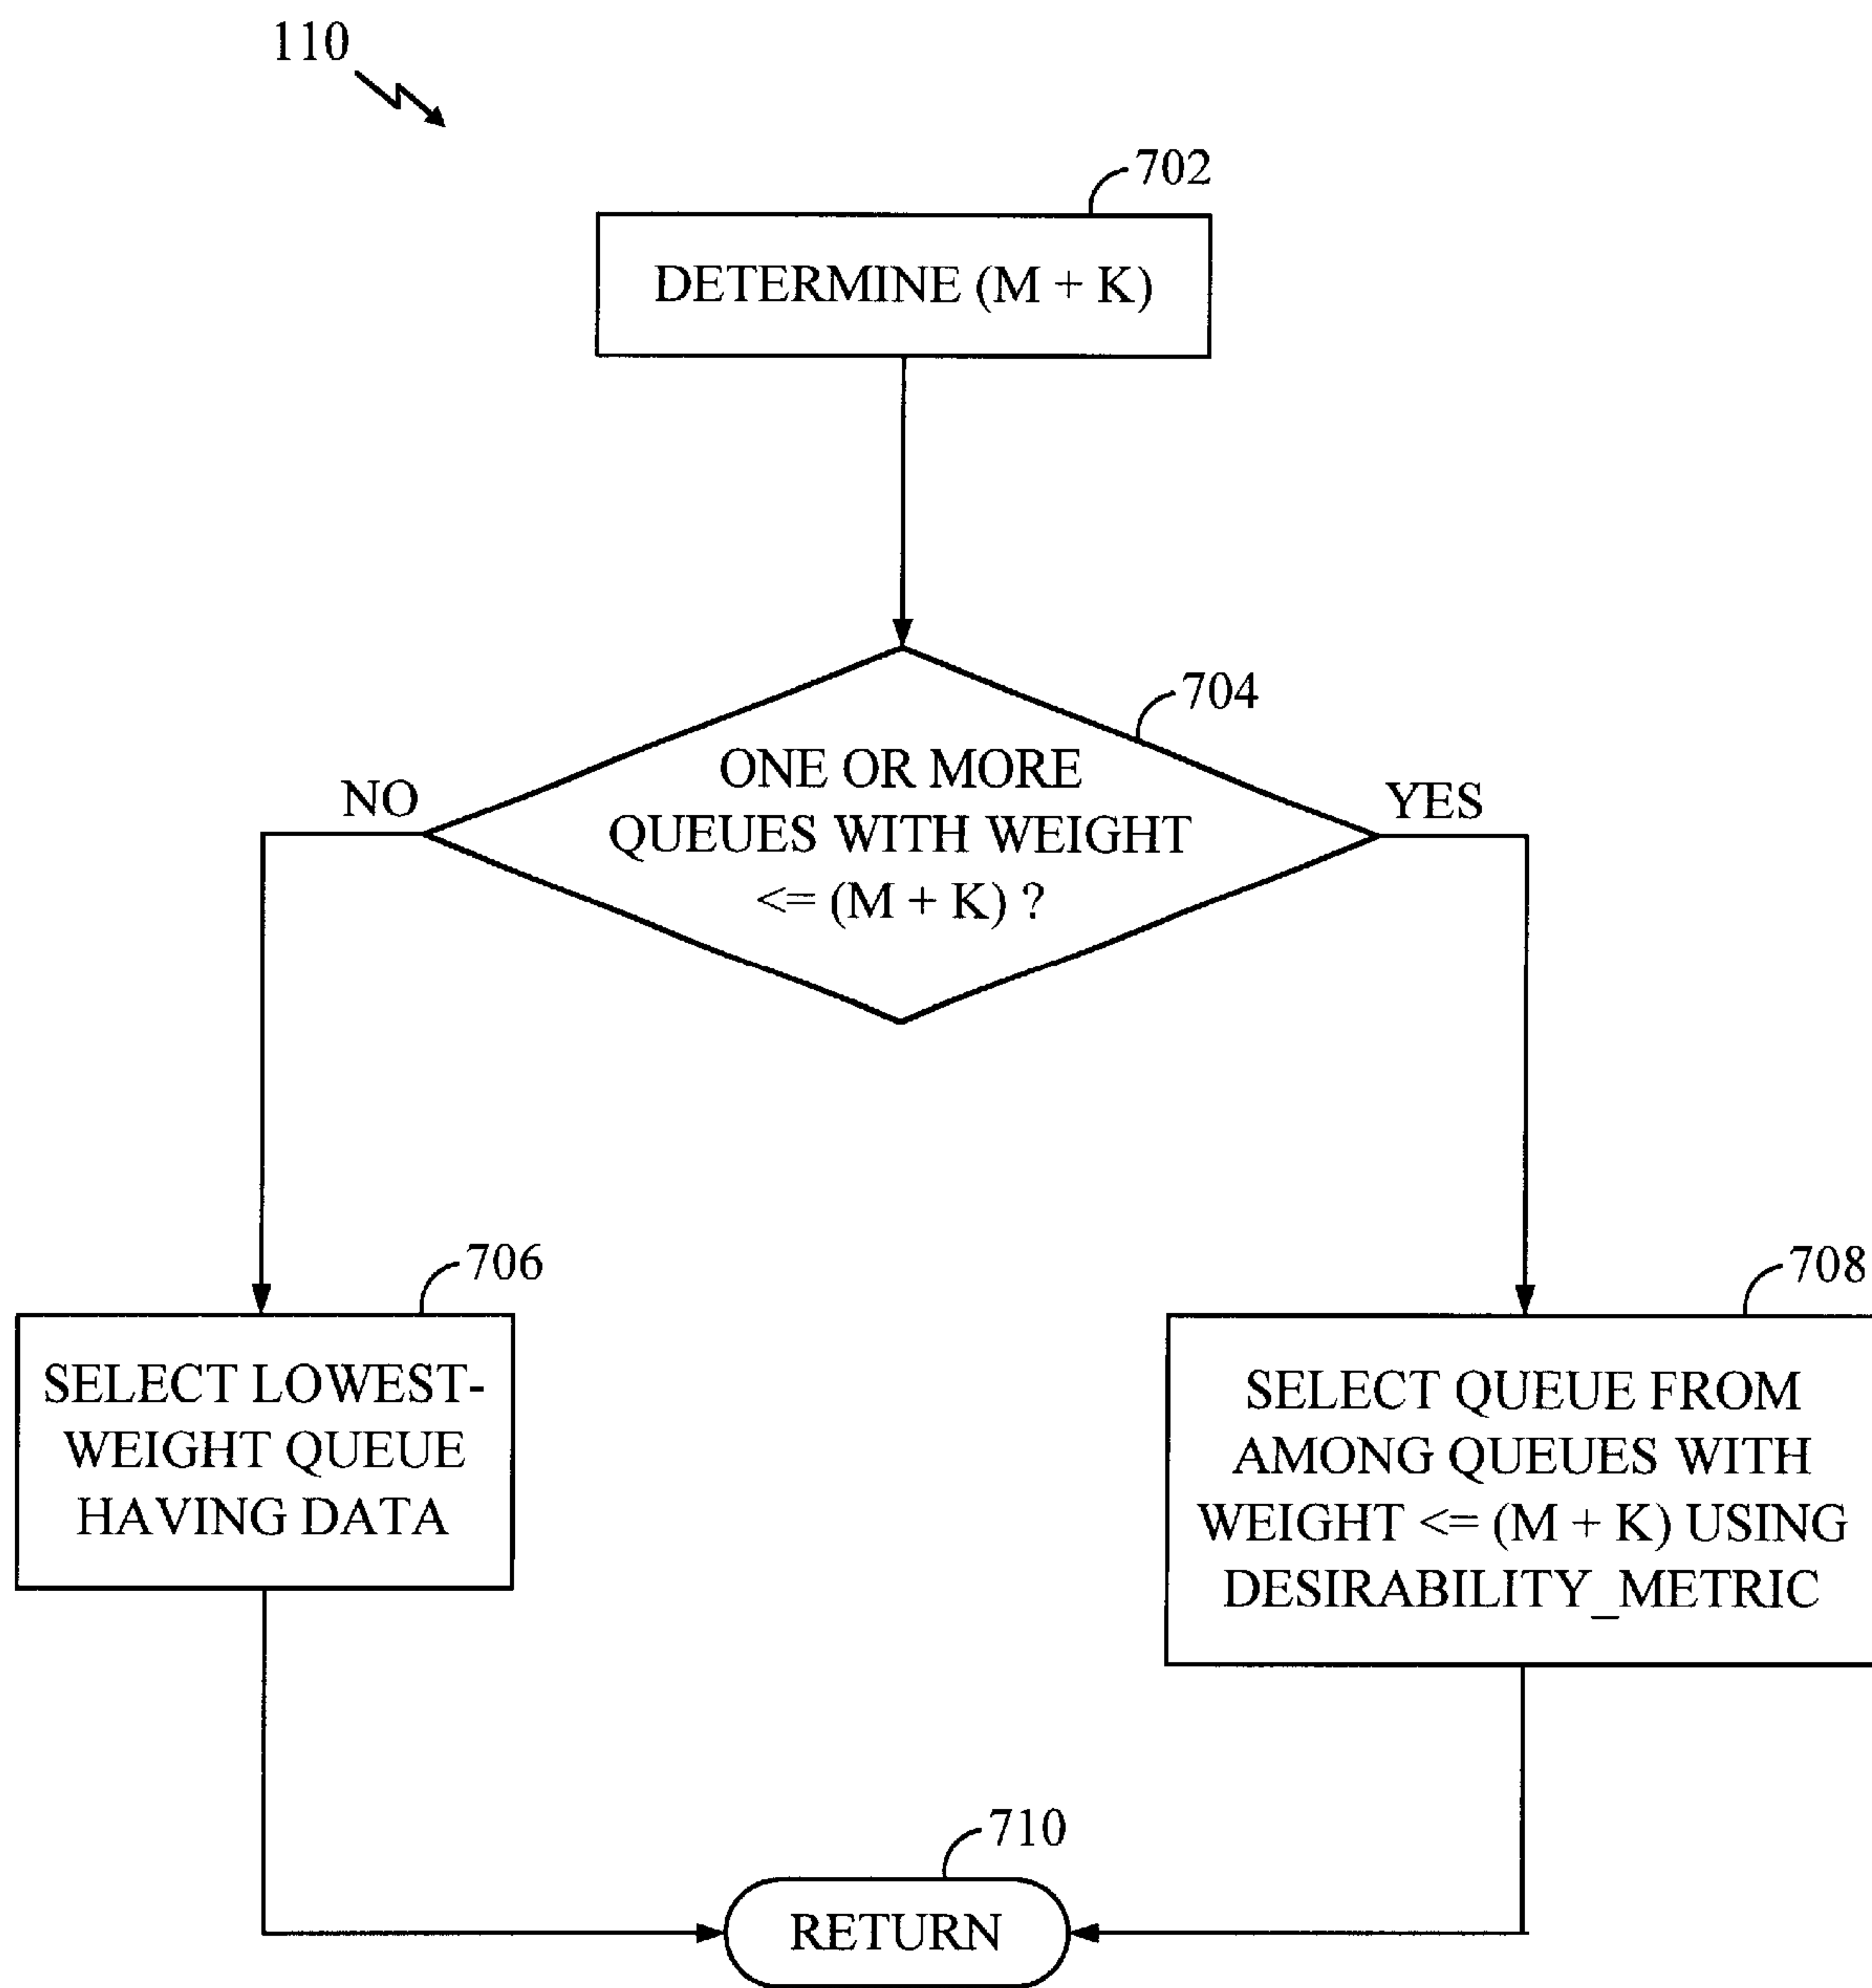 110
702
DETERMINE (M + K)
704
ONE OR MORE
QUEUES WITH WEIGHT
<= (M + K) ?
NO
YES
706
SELECT LOWEST-
WEIGHT QUEUE
HAVING DATA
708
SELECT QUEUE FROM
AMONG QUEUES WITH
WEIGHT <= (M + K) USING
DESIRABILITY_METRIC
710
RETURN